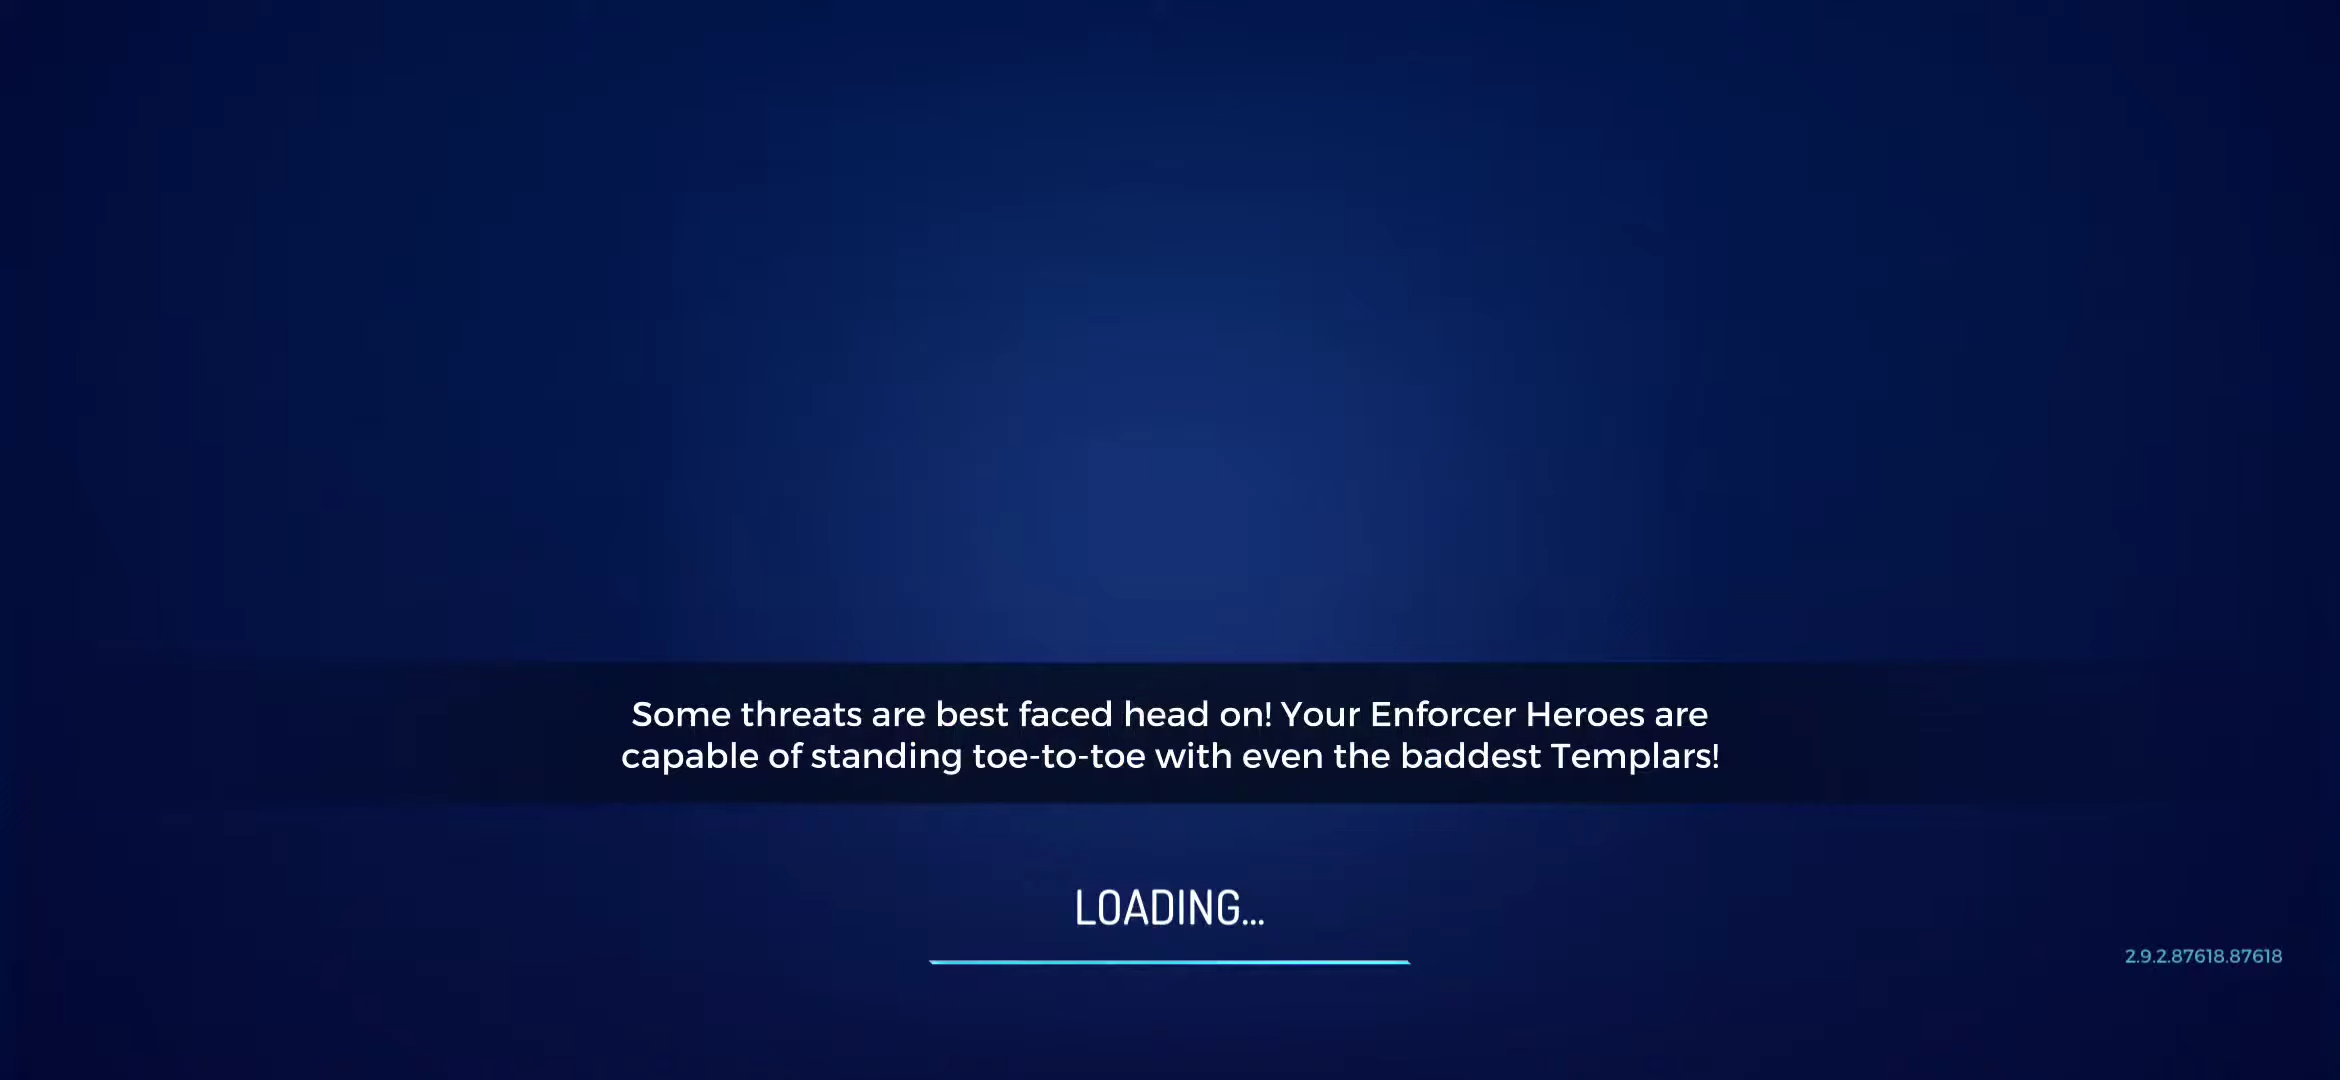 Some threats are best faced head on! Your Enforcer Heroes are
capable of standing toe-to-toe with even the baddest Templars!
LOADING...
2.9.2.87618.87618